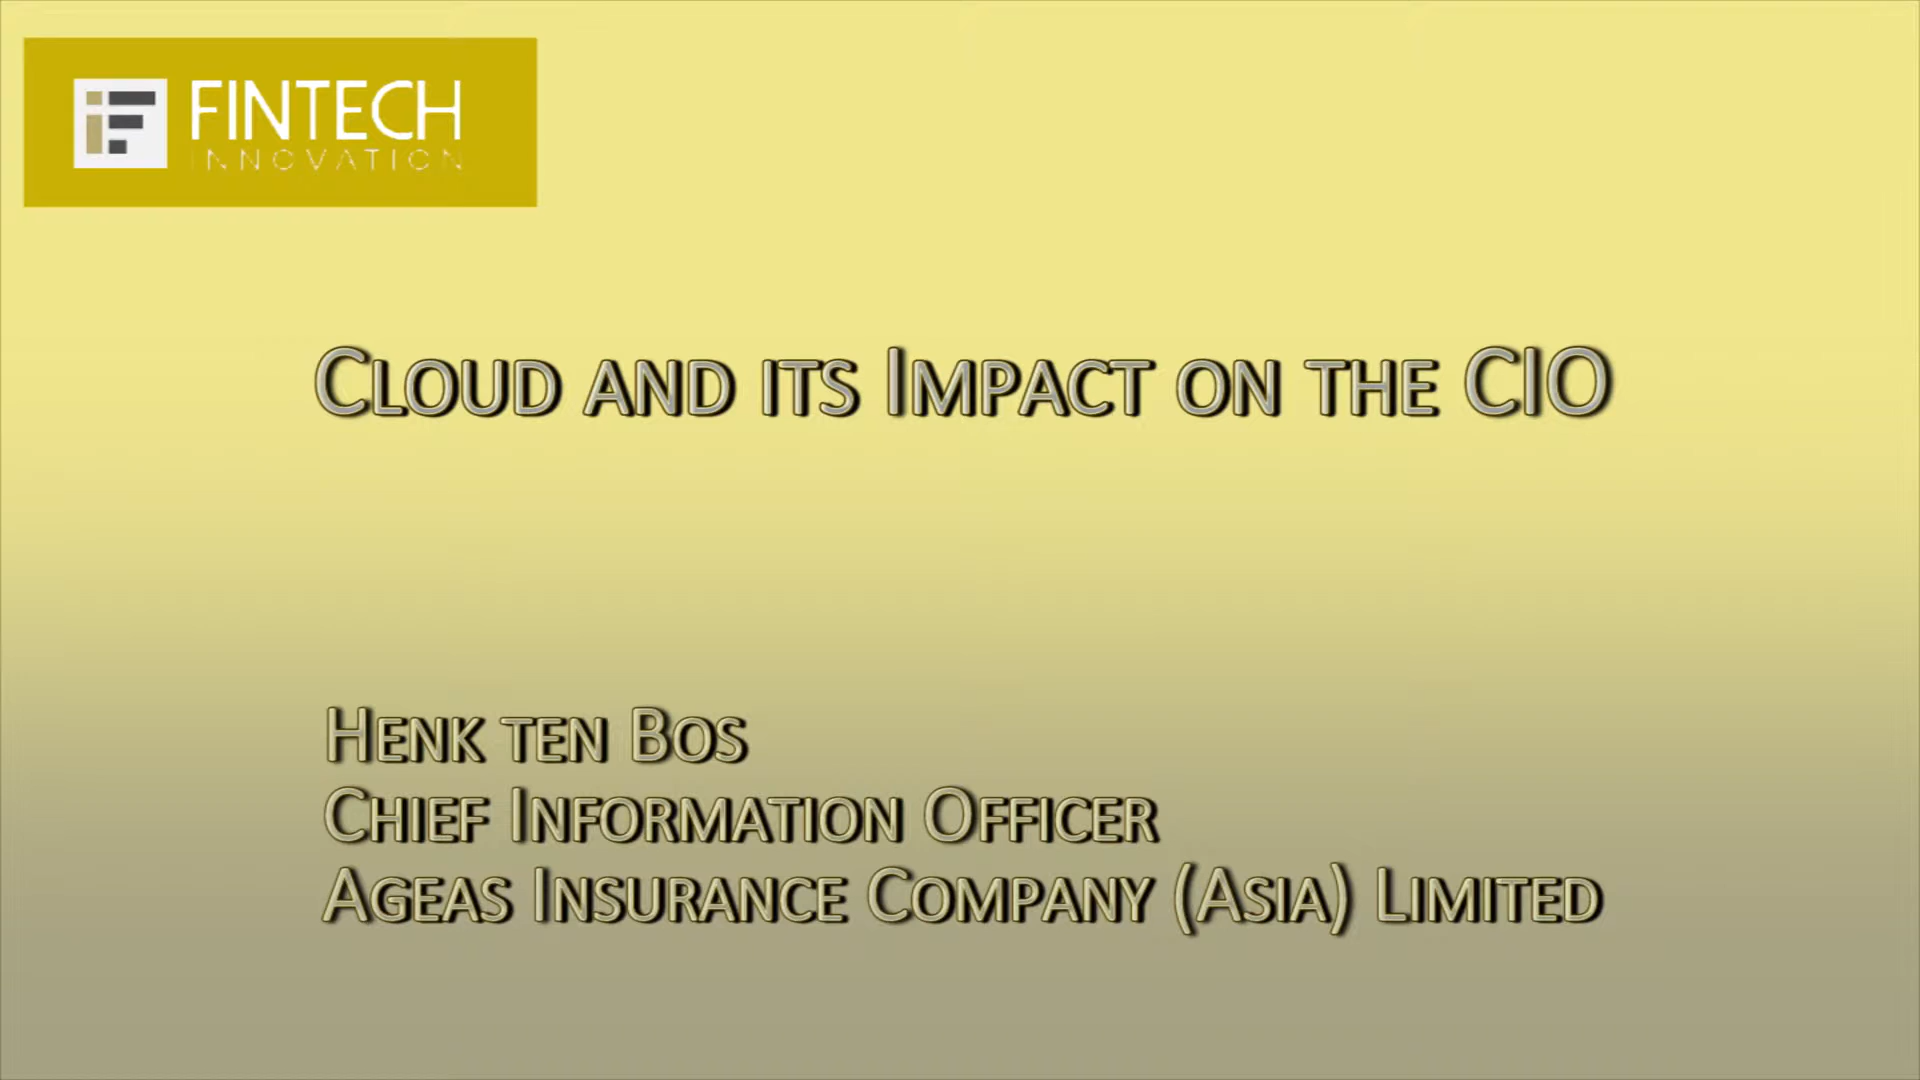 FINTECH
INNOVATION
Cloud and its Impact on the CIO
Henk ten Bos
Chief Information Officer
Ageas Insurance Company (Asia) Limited